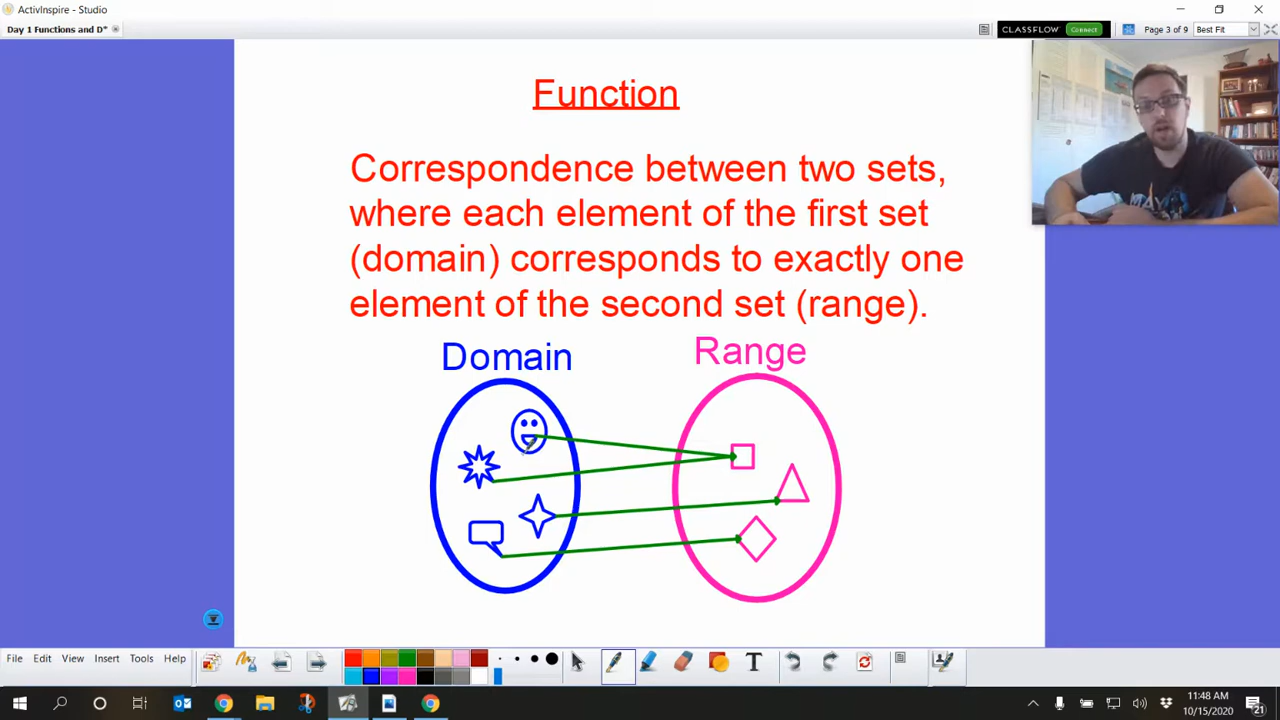 ActivInspire - Studio
Day 1 Functions and D*
CLASSFLOW Connect
Page 3 of 9
Best Fit
Function
Correspondence between two sets,
where each element of the first set
(domain) corresponds to exactly one
element of the second set (range).
Domain
Range
File Edit View Insert Tools Help
T
11:48 AM
10/15/2020
21